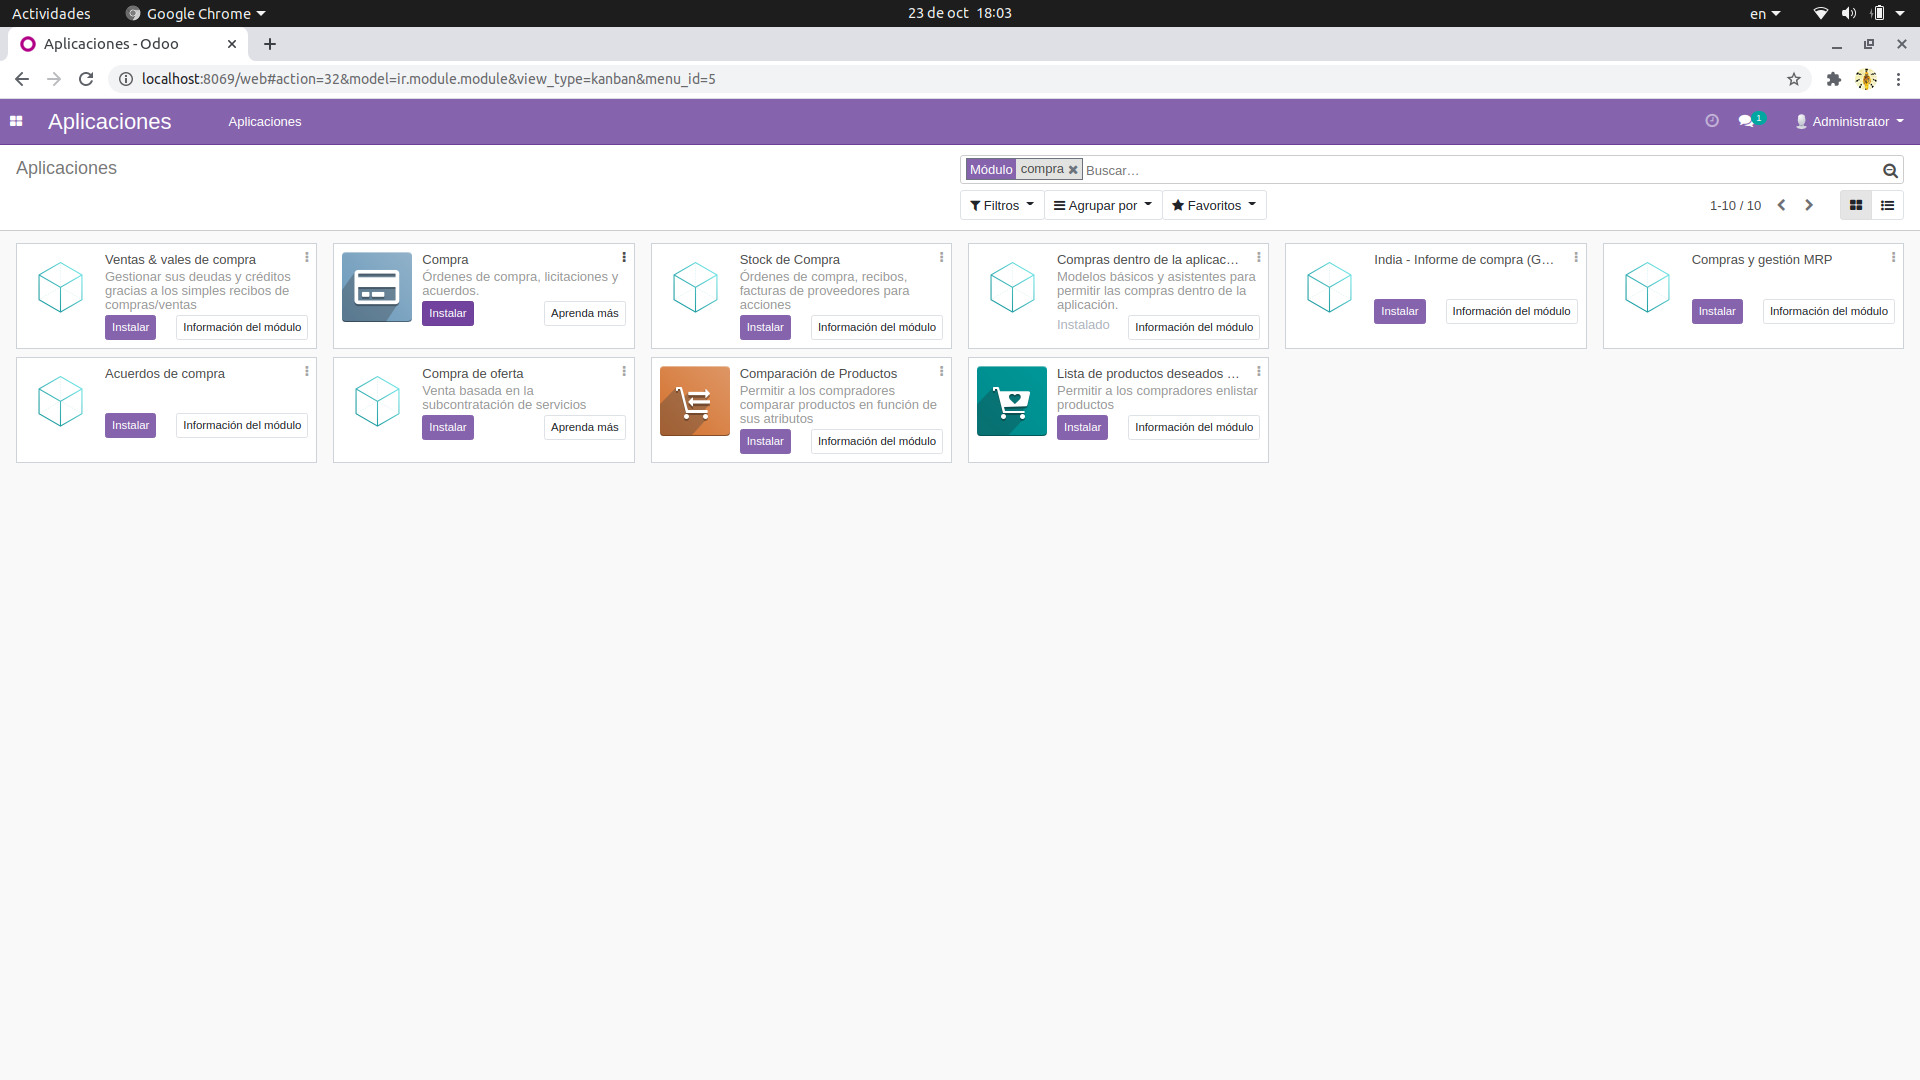 Actividades Google Chrome 23 de oct 18:03 en
Aplicaciones - Odoo
localhost:8069/web#action=32&model=ir.module.module&view_type=kanban&menu_id=5
Aplicaciones Aplicaciones 1 Administrator
Aplicaciones Módulo compra Buscar...
Filtros Agrupar por Favoritos 1-10 / 10
Ventas & vales de compra
Gestionar sus deudas y créditos
gracias a los simples recibos de
compras/ventas
Instalar Información del módulo
Compra
Órdenes de compra, licitaciones y
acuerdos.
Instalar Aprenda más
Stock de Compra
Órdenes de compra, recibos,
facturas de proveedores para
acciones
Instalar Información del módulo
Compras dentro de la aplicac...
Modelos básicos y asistentes para
permitir las compras dentro de la
aplicación.
Instalado Información del módulo
India - Informe de compra (G...
Instalar Información del módulo
Compras y gestión MRP
Instalar Información del módulo
Acuerdos de compra
Instalar Información del módulo
Compra de oferta
Venta basada en la
subcontratación de servicios
Instalar Aprenda más
Comparación de Productos
Permitir a los compradores
comparar productos en función de
sus atributos
Instalar Información del módulo
Lista de productos deseados ...
Permitir a los compradores enlistar
productos
Instalar Información del módulo